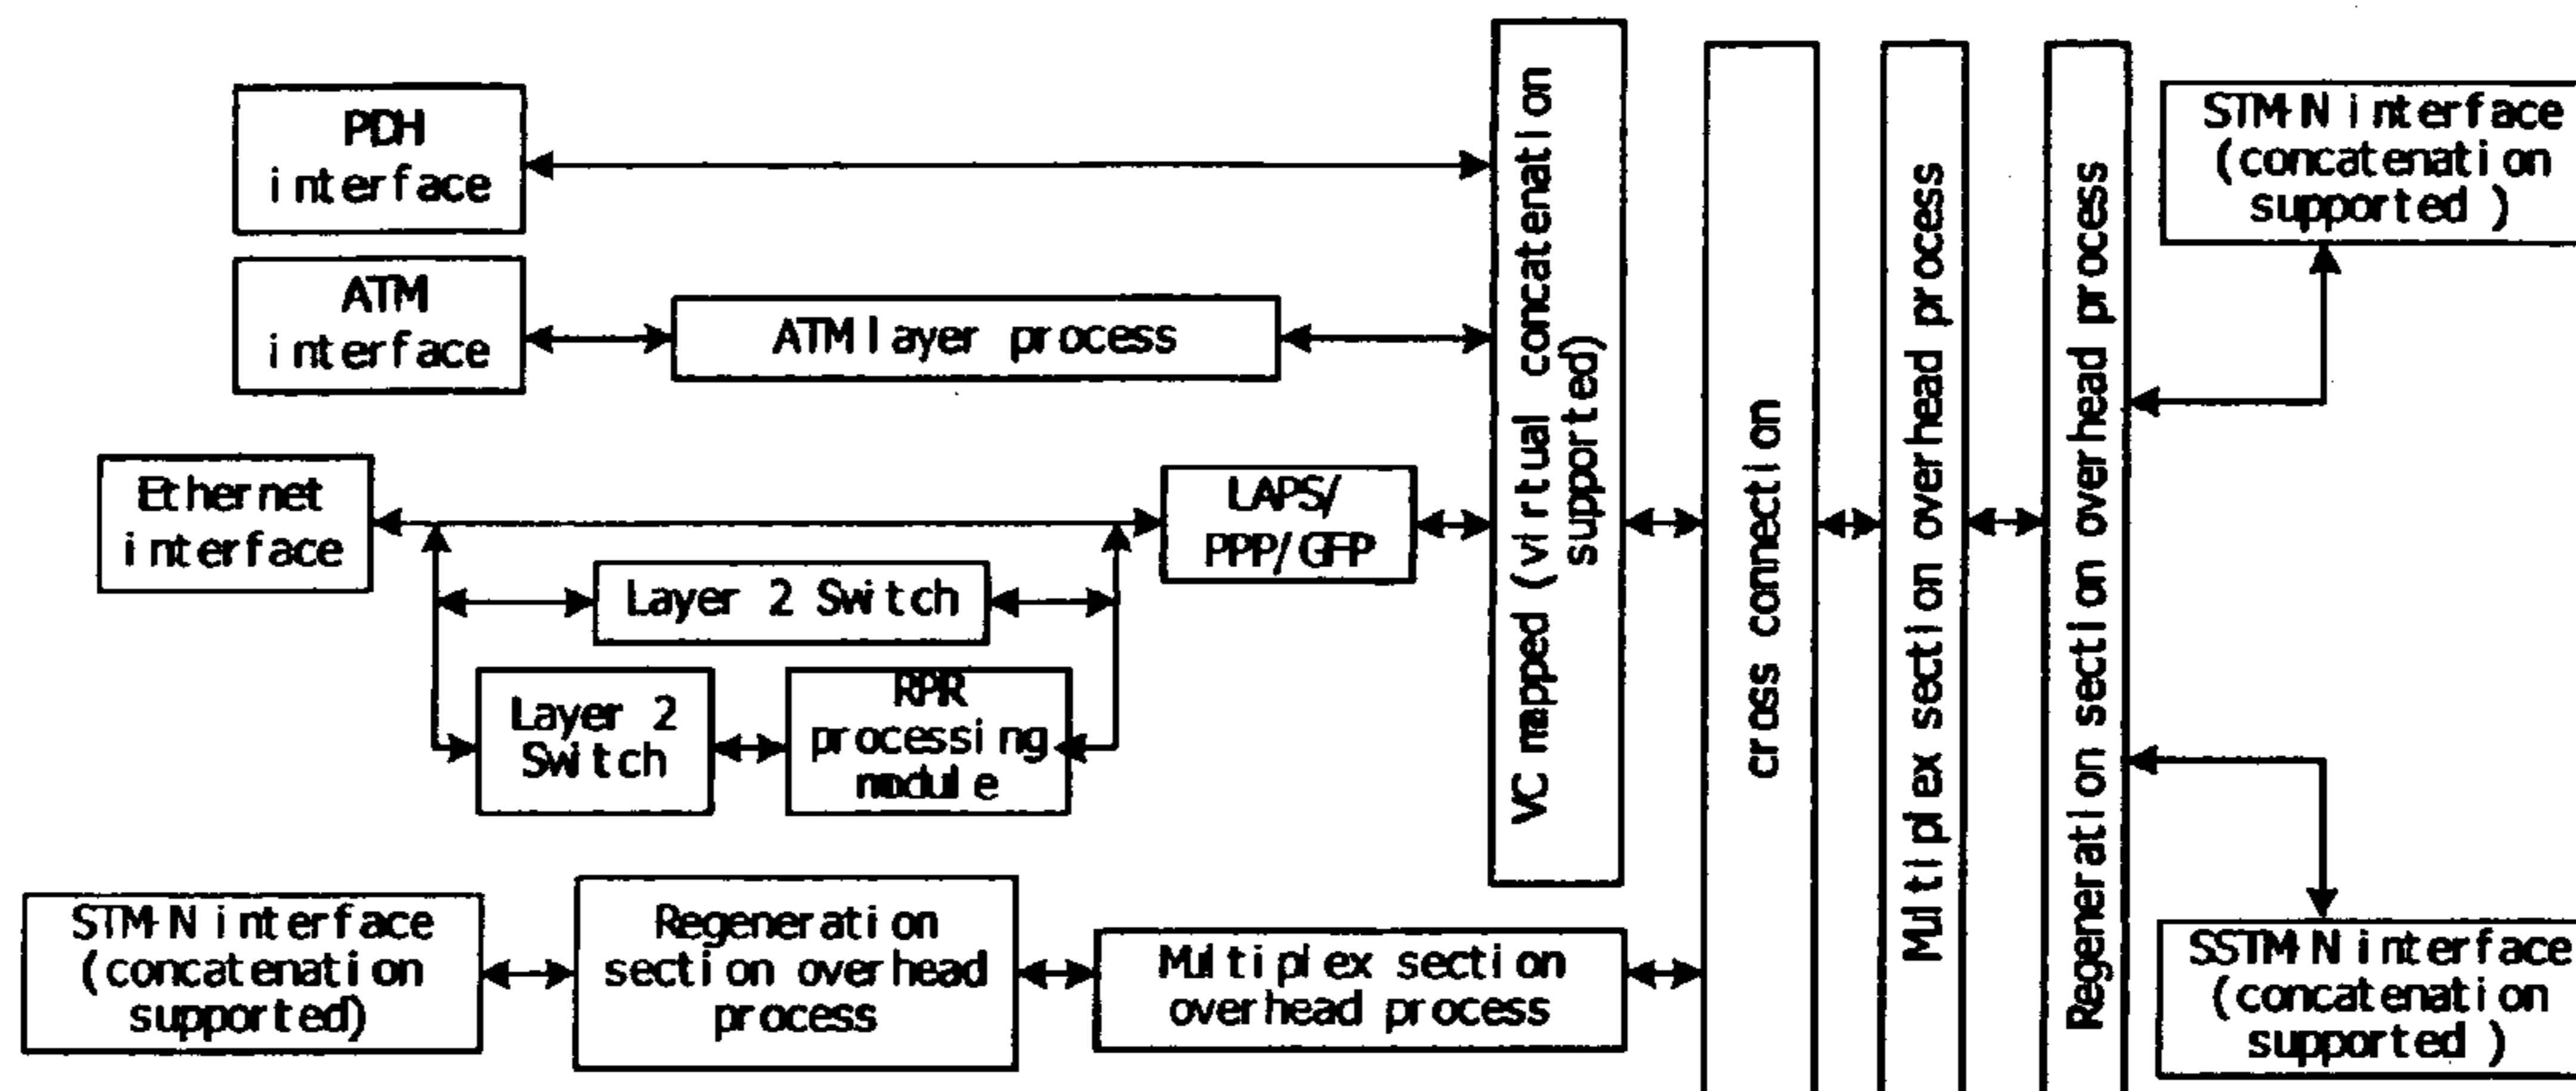 PDH
interface
ATM
interface
ATM layer process
Ethernet
interface
LAPS/
PPP/GFP
Layer 2 Switch
Layer 2
Switch
RPR
processing
module
STM-N interface
(concatenation
supported)
Regeneration
section overhead
process
Multiplex section
overhead process
VC mapped (virtual concatenation
supported)
cross connection
Multiplex section overhead process
Regeneration section overhead process
STM-N interface
(concatenation
supported )
SSTM-N interface
(concatenation
supported )